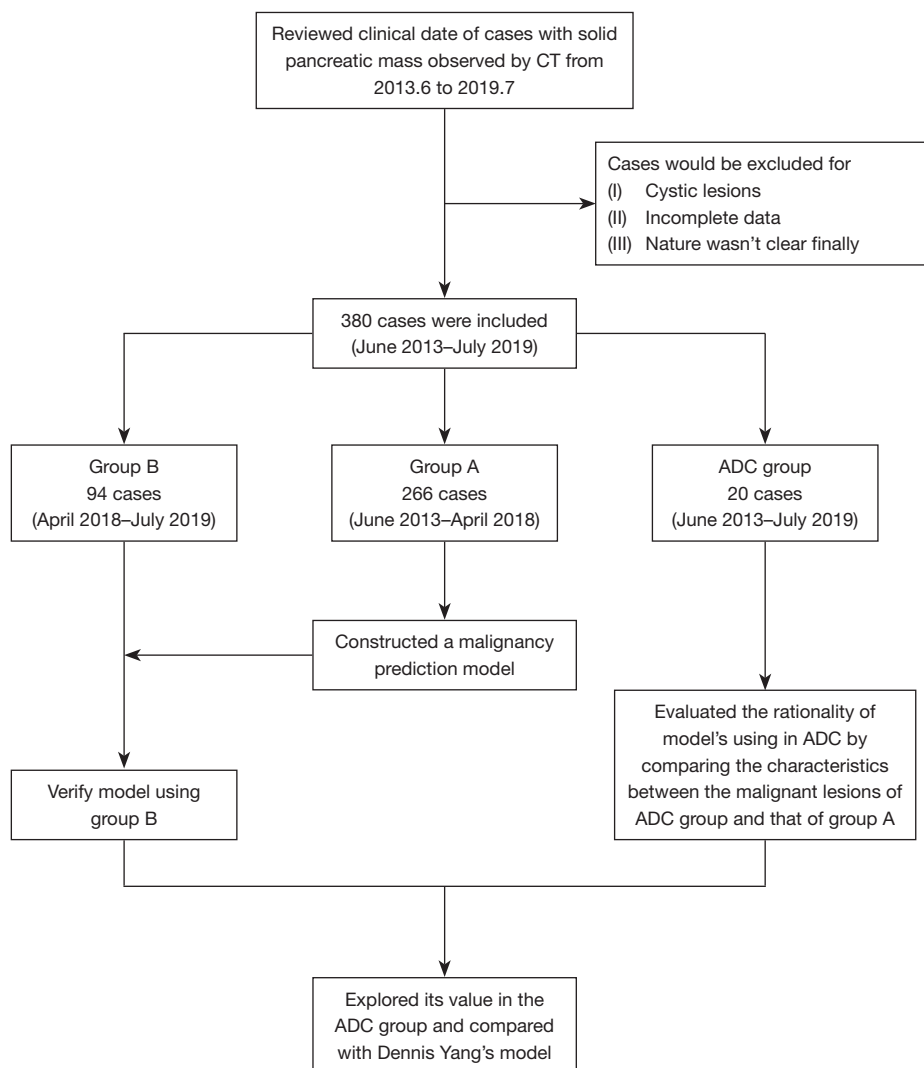 Reviewed clinical date of cases with solid
pancreatic mass observed by CT from
2013.6 to 2019.7
Cases would be excluded for
(I) Cystic lesions
(II) Incomplete data
(III) Nature wasn't clear finally
380 cases were included
(June 2013–July 2019)
Group B
94 cases
(April 2018–July 2019)
Group A
266 cases
(June 2013–April 2018)
ADC group
20 cases
(June 2013–July 2019)
Constructed a malignancy
prediction model
Evaluated the rationality of
model's using in ADC by
comparing the characteristics
between the malignant lesions of
ADC group and that of group A
Verify model using
group B
Explored its value in the
ADC group and compared
with Dennis Yang's model